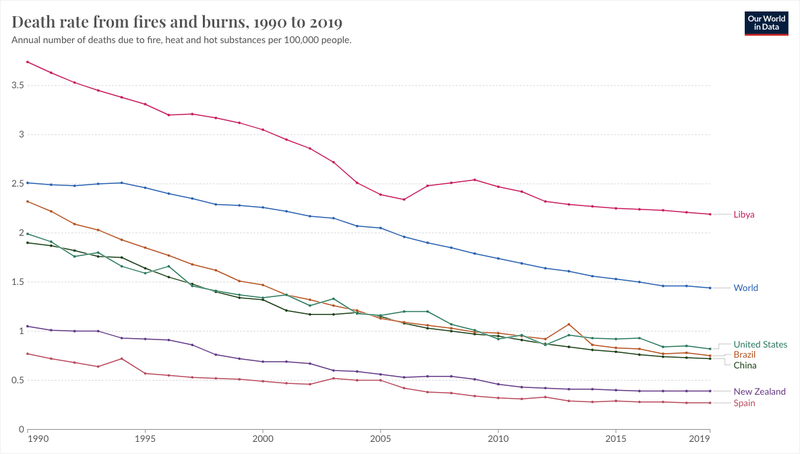 Death rate from fires and burns, 1990 to 2019
Annual number of deaths due to fire, heat and hot substances per 100,000 people.
Our World
in Data
3.5
3
2.5
2
1.5
1
0.5
0
Libya
World
United States
Brazil
China
New Zealand
Spain
1990 1995 2000 2005 2010 2015 2019